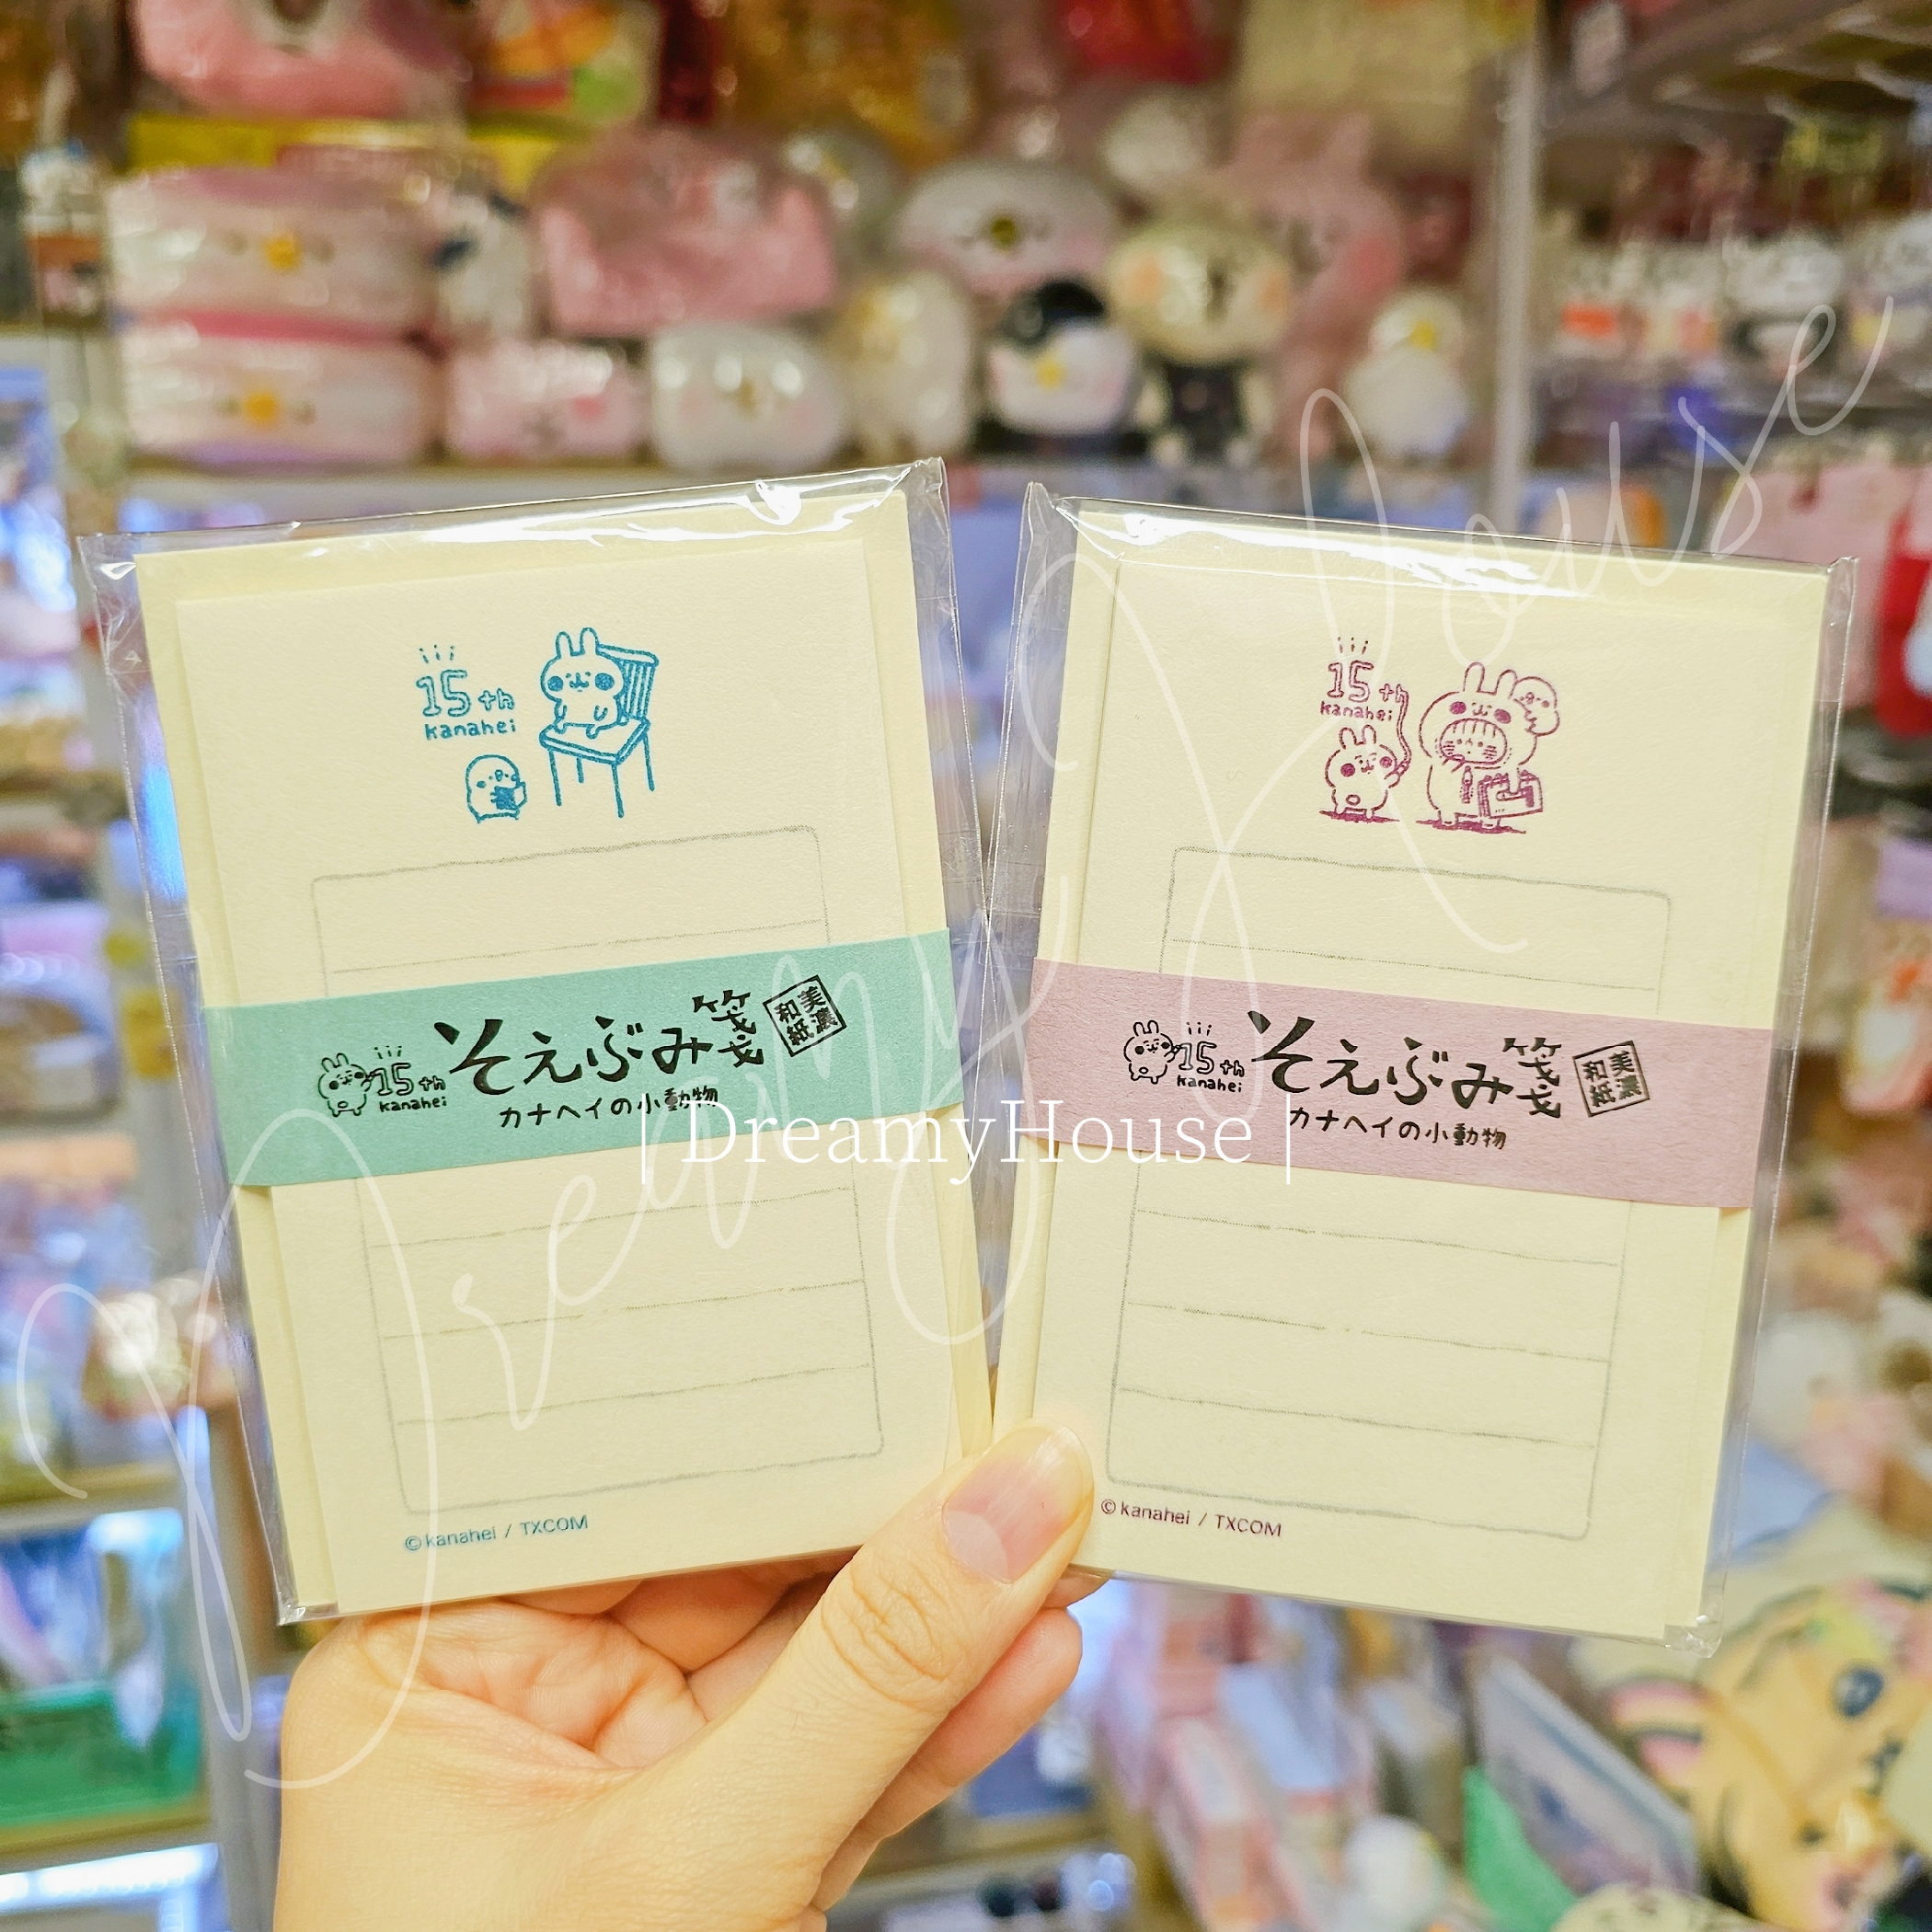 15th
kanahei
15th
kanahei
15th
kanahei
そえぶみ箋
美濃
和紙
カナヘイの小動物
15th
kanahei
そえぶみ箋
美濃
和紙
カナヘイの小動物
| DreamyHouse |
Dreamy House
©kanahei / TXCOM
©kanahei / TXCOM